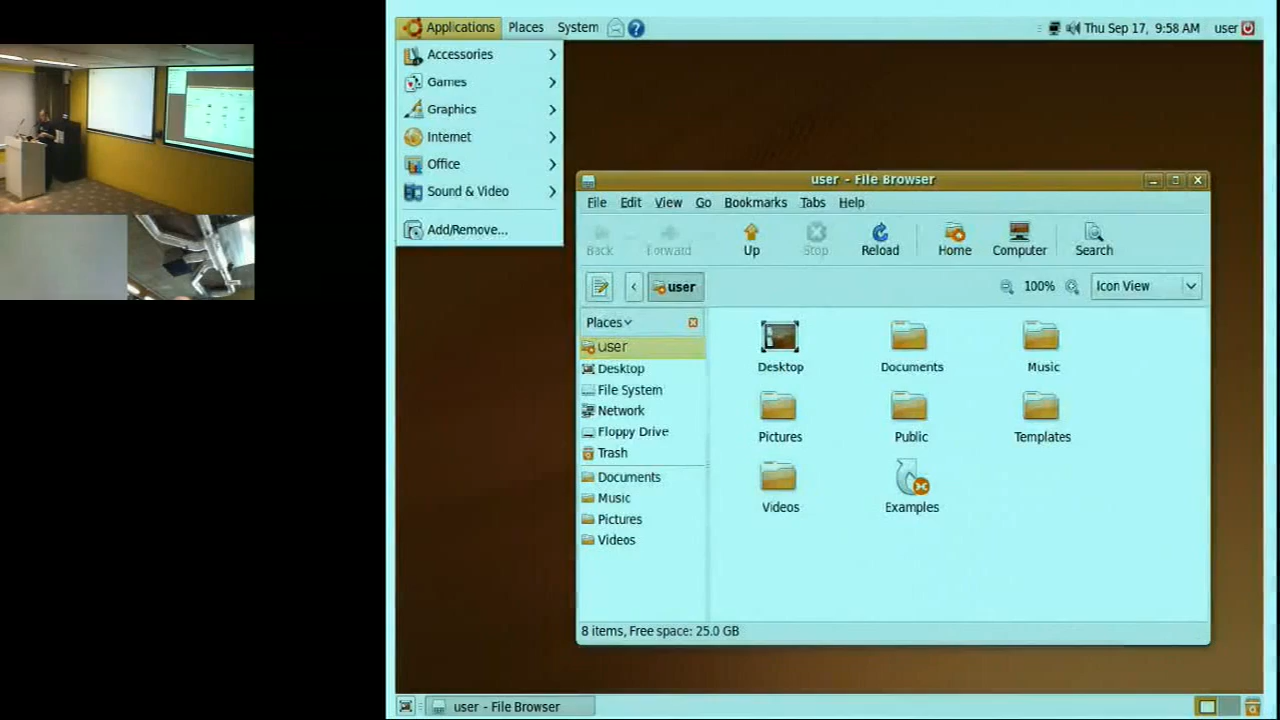 Applications Places System Thu Sep 17, 9:58 AM user
Accessories
Games
Graphics
Internet
Office
Sound & Video
Add/Remove...
user - File Browser
File Edit View Go Bookmarks Tabs Help
Back Forward Up Stop Reload Home Computer Search
user 100% Icon View
Places
user
Desktop
File System
Network
Floppy Drive
Trash
Documents
Music
Pictures
Videos
Desktop Documents Music
Pictures Public Templates
Videos Examples
8 items, Free space: 25.0 GB
user - File Browser